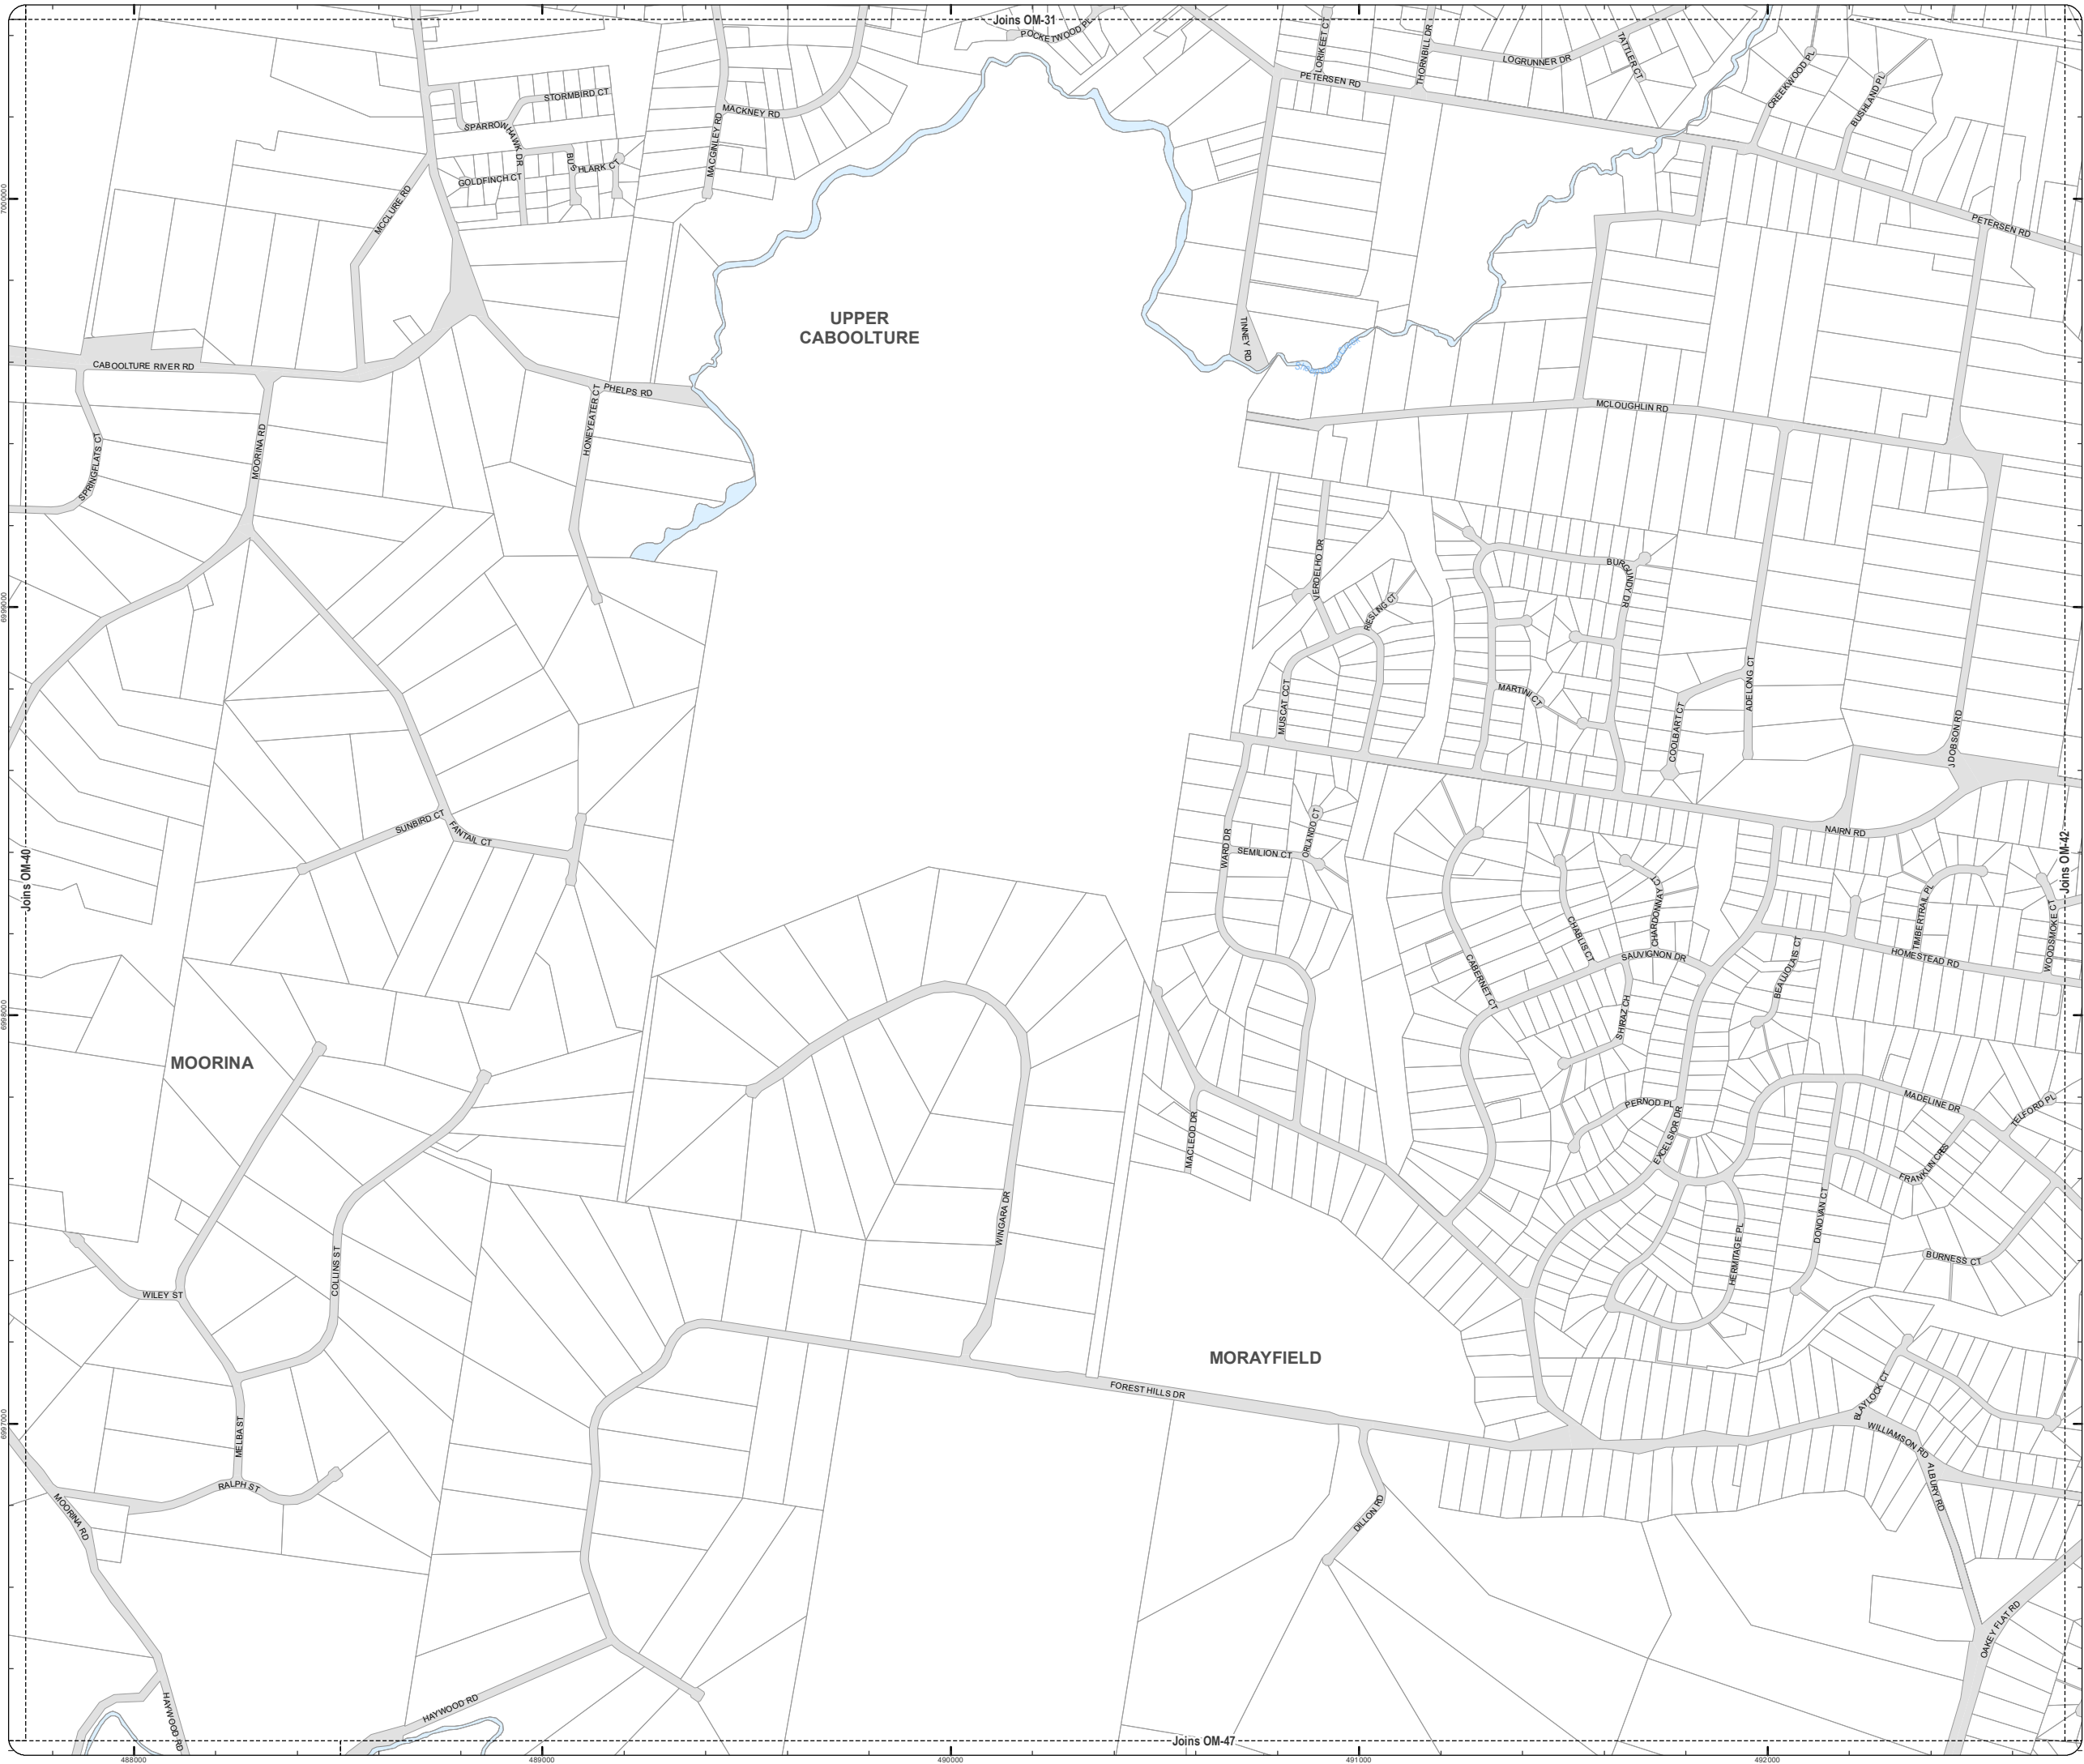 Joins OM-31
POCKETWOOD PL
LORIKEET CT
THORNBILL DR
LOGRUNNER DR
TATTLER CT
CREEKWOOD PL
BUSHLAND PL
PETERSEN RD
STORMBIRD CT
MACKNEY RD
SPARROWHAWK DR
MACGINLEY RD
BUSHLARK CT
GOLDFINCH CT
MCCLURE RD
7000000
PETERSEN RD
UPPER
CABOOLTURE
TINNEY RD
CABOOLTURE RIVER RD
PHELPS RD
HONEYEATER CT
MCLOUGHLIN RD
SPRINGFLATS CT
MOORINA RD
VERDELHO DR
BURGUNDY DR
RIESLING CT
6999000
MUSCAT CCT
MARTINI CT
ADELONG CT
COOLBART CT
J DOBSON RD
SUNBIRD CT
FANTAIL CT
WARD DR
ORLANDO CT
SEMILION CT
NAIRN RD
Joins OM-40
Joins OM-42
CHARDONNAY CT
CHABLIS CT
TIMBERTRAIL PL
WOODSMOKE CT
HOMESTEAD RD
SAUVIGNON DR
CABERNET CT
BEAUJOLAIS CT
SHIRAZ CH
6998000
MOORINA
MACLEOD DR
PERNOD PL
EXCELSIOR DR
MADELINE DR
TELFORD PL
FRANKLIN CRES
WINGARA DR
DONOVAN CT
HERMITAGE PL
BURNESS CT
COLLINS ST
WILEY ST
MORAYFIELD
FOREST HILLS DR
BLAYLOCK CT
WILLIAMSON RD
6997000
MELBA ST
RALPH ST
MOORINA RD
DILLON RD
ALBURY RD
OAKEY FLAT RD
HAYWOOD RD
HAYWOOD RD
Joins OM-47
488000
489000
490000
491000
492000